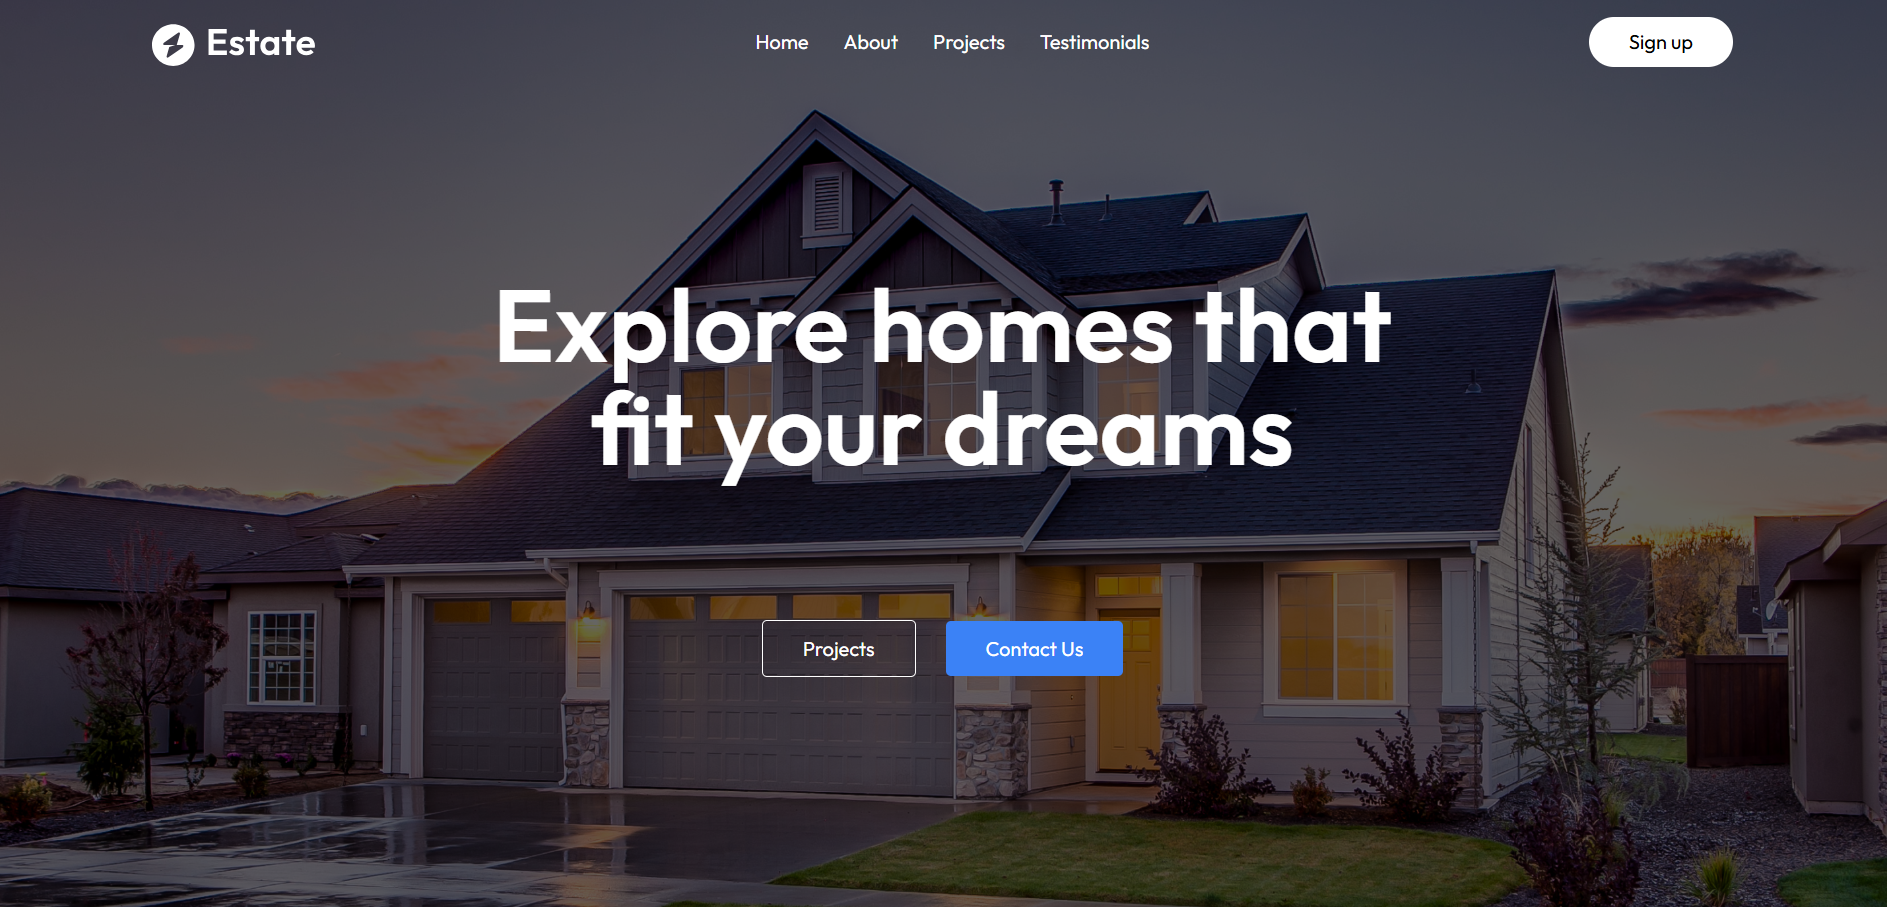 Estate
Home
About
Projects
Testimonials
Sign up
Explore homes that
fit your dreams
Projects
Contact Us